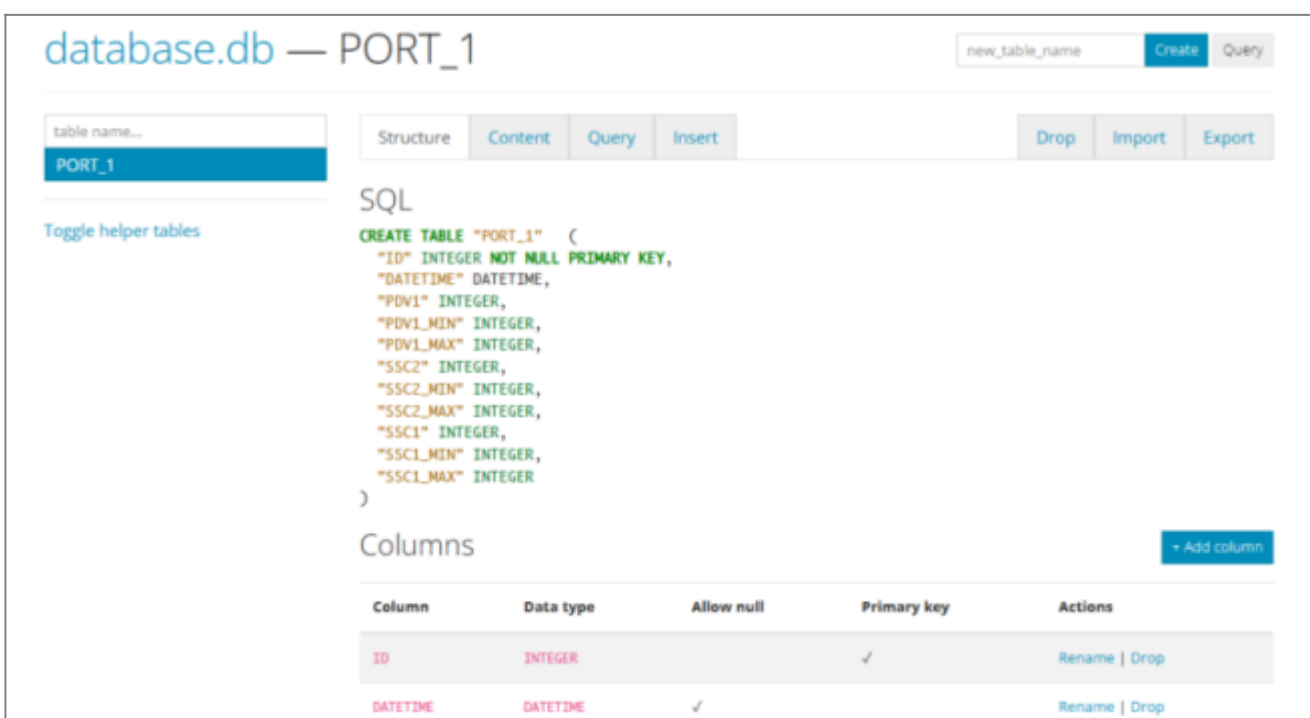 database.db — PORT_1
new_table_name Create Query
table name...
PORT_1
Toggle helper tables
Structure Content Query Insert Drop Import Export
SQL
CREATE TABLE "PORT_1" (
"ID" INTEGER NOT NULL PRIMARY KEY,
"DATETIME" DATETIME,
"PDV1" INTEGER,
"PDV1_MIN" INTEGER,
"PDV1_MAX" INTEGER,
"SSC2" INTEGER,
"SSC2_MIN" INTEGER,
"SSC2_MAX" INTEGER,
"SSC1" INTEGER,
"SSC1_MIN" INTEGER,
"SSC1_MAX" INTEGER
)
Columns
+ Add column
Column Data type Allow null Primary key Actions
ID INTEGER ✓ Rename | Drop
DATETIME DATETIME ✓ Rename | Drop